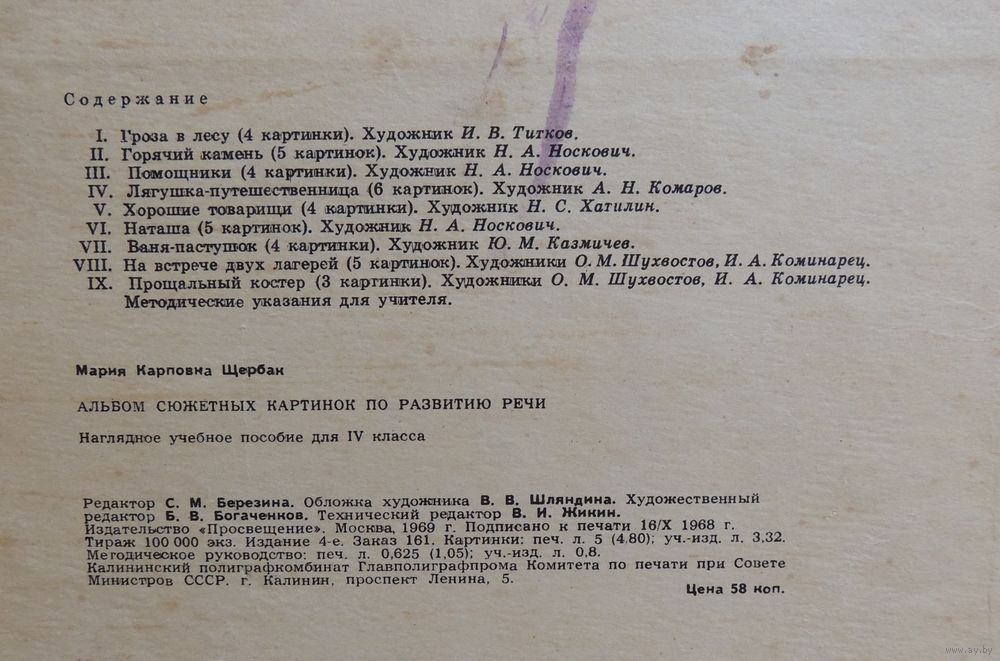 Содержание
I. Гроза в лесу (4 картинки). Художник И. В. Титков.
II. Горячий камень (5 картинок). Художник Н. А. Носкович.
III. Помощники (4 картинки). Художник Н. А. Носкович.
IV. Лягушка-путешественница (6 картинок). Художник А. Н. Комаров.
V. Хорошие товарищи (4 картинки). Художник Н. С. Хатилин.
VI. Наташа (5 картинок). Художник Н. А. Носкович.
VII. Ваня-пастушок (4 картинки). Художник Ю. М. Казмичев.
VIII. На встрече двух лагерей (5 картинок). Художники О. М. Шухвостов, И. А. Коминарец.
IX. Прощальный костер (3 картинки). Художники О. М. Шухвостов, И. А. Коминарец.
Методические указания для учителя.
Мария Карповна Щербак
АЛЬБОМ СЮЖЕТНЫХ КАРТИНОК ПО РАЗВИТИЮ РЕЧИ
Наглядное учебное пособие для IV класса
Редактор С. М. Березина. Обложка художника В. В. Шляндина. Художественный
редактор Б. В. Богаченков. Технический редактор В. И. Жикин.
Издательство «Просвещение». Москва, 1969 г. Подписано к печати 16/X 1968 г.
Тираж 100 000 экз. Издание 4-е. Заказ 161. Картинки: печ. л. 5 (4,80); уч.-изд. л. 3,32.
Методическое руководство: печ. л. 0,625 (1,05); уч.-изд. л. 0,8.
Калининский полиграфкомбинат Главполиграфпрома Комитета по печати при Совете
Министров СССР. г. Калинин, проспект Ленина, 5.
Цена 58 коп.
www.ay.by